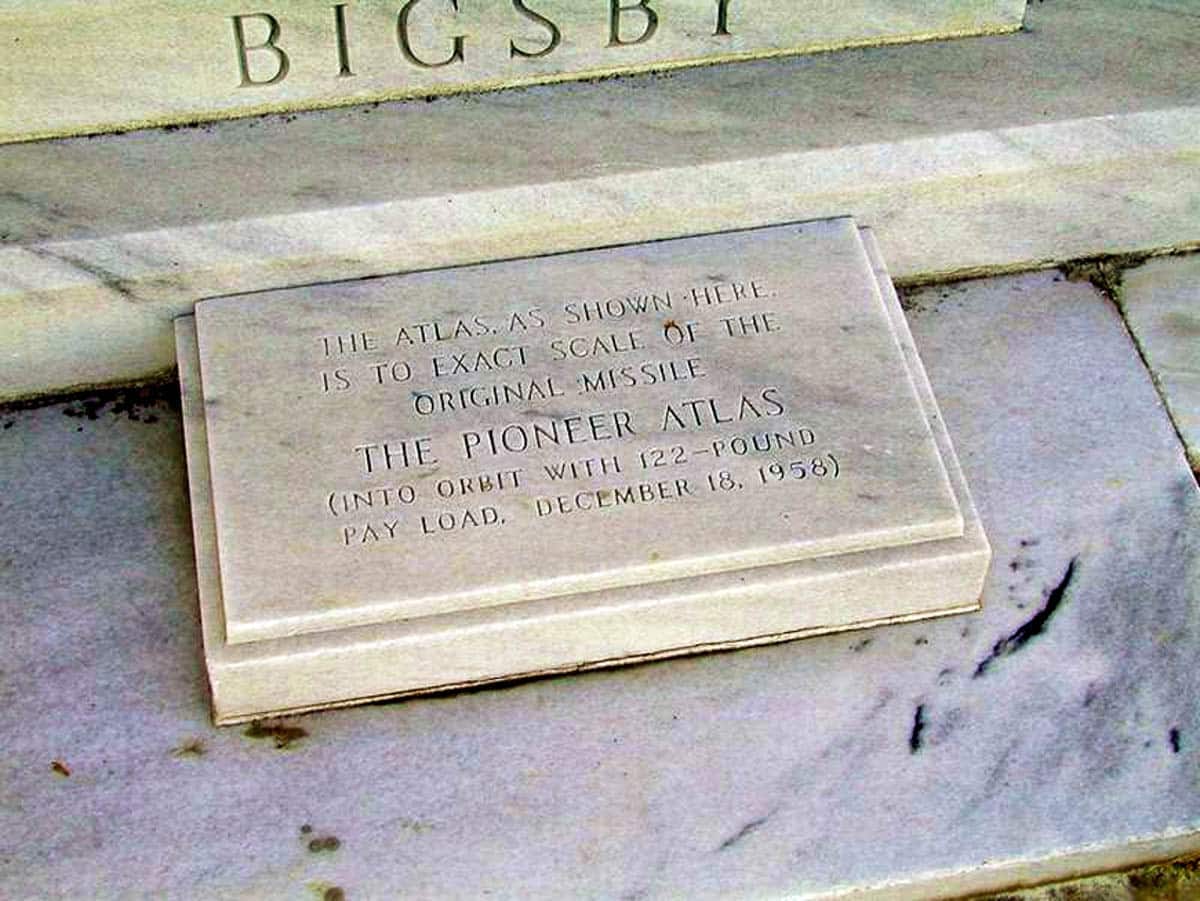 BIGSBY
THE ATLAS, AS SHOWN HERE,
IS TO EXACT SCALE OF THE
ORIGINAL MISSILE
THE PIONEER ATLAS
(INTO ORBIT WITH 122-POUND
PAY LOAD, DECEMBER 18, 1958)